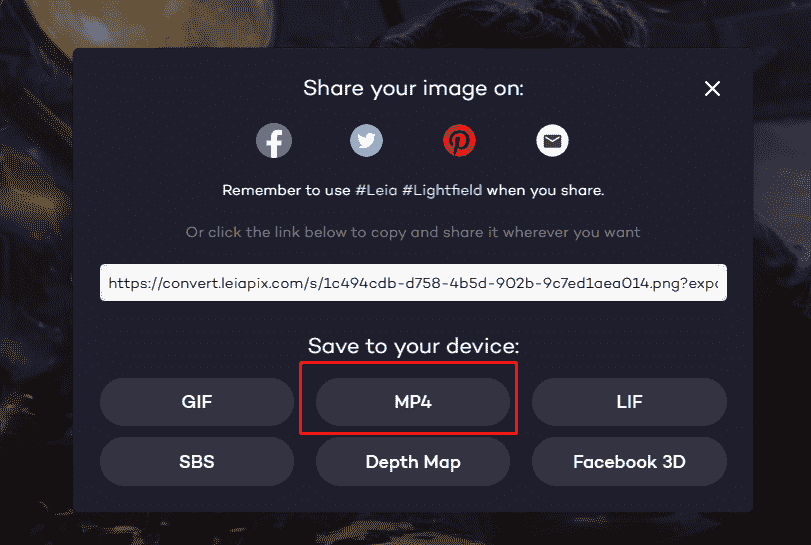 Share your image on:
Remember to use #Leia #Lightfield when you share.
Or click the link below to copy and share it wherever you want
https://convert.leiapix.com/s/1c494cdb-d758-4b5d-902b-9c7ed1aea014.png?expo
Save to your device:
GIF MP4 LIF
SBS Depth Map Facebook 3D